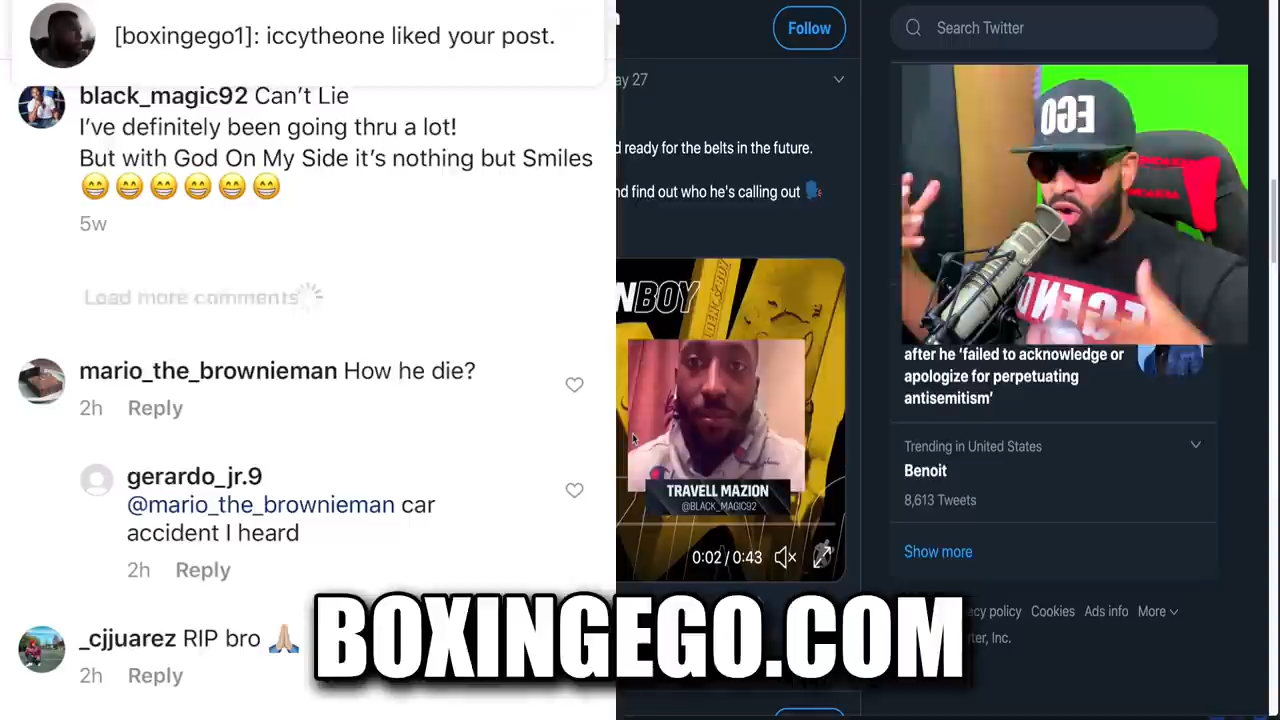 [boxingego1]: iccytheone liked your post.
black_magic92 Can't Lie
I've definitely been going thru a lot!
But with God On My Side it's nothing but Smiles
😁😁😁😁😁😁
5w
Load more comments
mario_the_brownieman How he die?
2h Reply
gerardo_jr.9
@mario_the_brownieman car
accident I heard
2h Reply
_cjjuarez RIP bro 🙏🏼
2h Reply
Follow
ay 27
d ready for the belts in the future.
nd find out who he's calling out 🗣
NBOY
TRAVELL MAZION
@BLACK_MAGIC92
0:02 / 0:43
Search Twitter
EGO
LEGEND
after he 'failed to acknowledge or
apologize for perpetuating
antisemitism'
Trending in United States
Benoit
8,613 Tweets
Show more
acy policy Cookies Ads info More
ter, Inc.
BOXINGEGO.COM